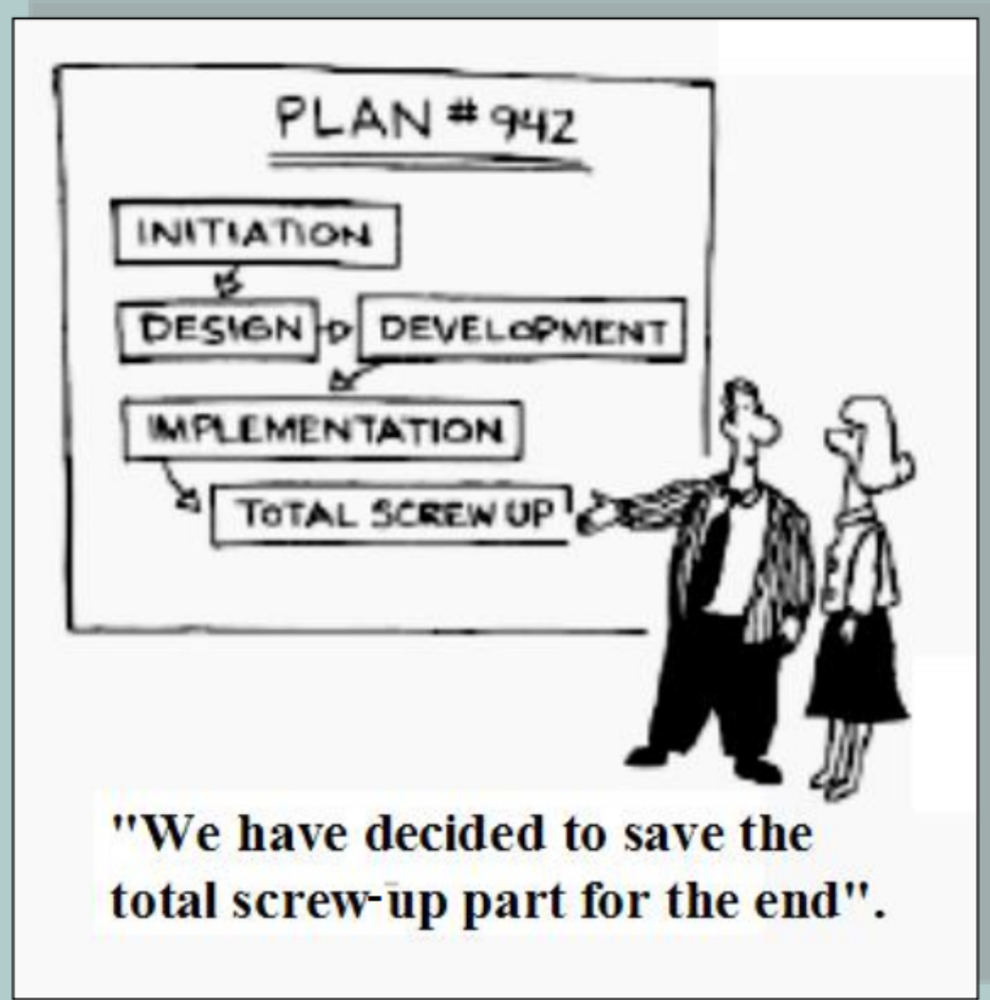 PLAN # 942
INITIATION
DESIGN DEVELOPMENT
IMPLEMENTATION
TOTAL SCREW UP
"We have decided to save the
total screw-up part for the end".